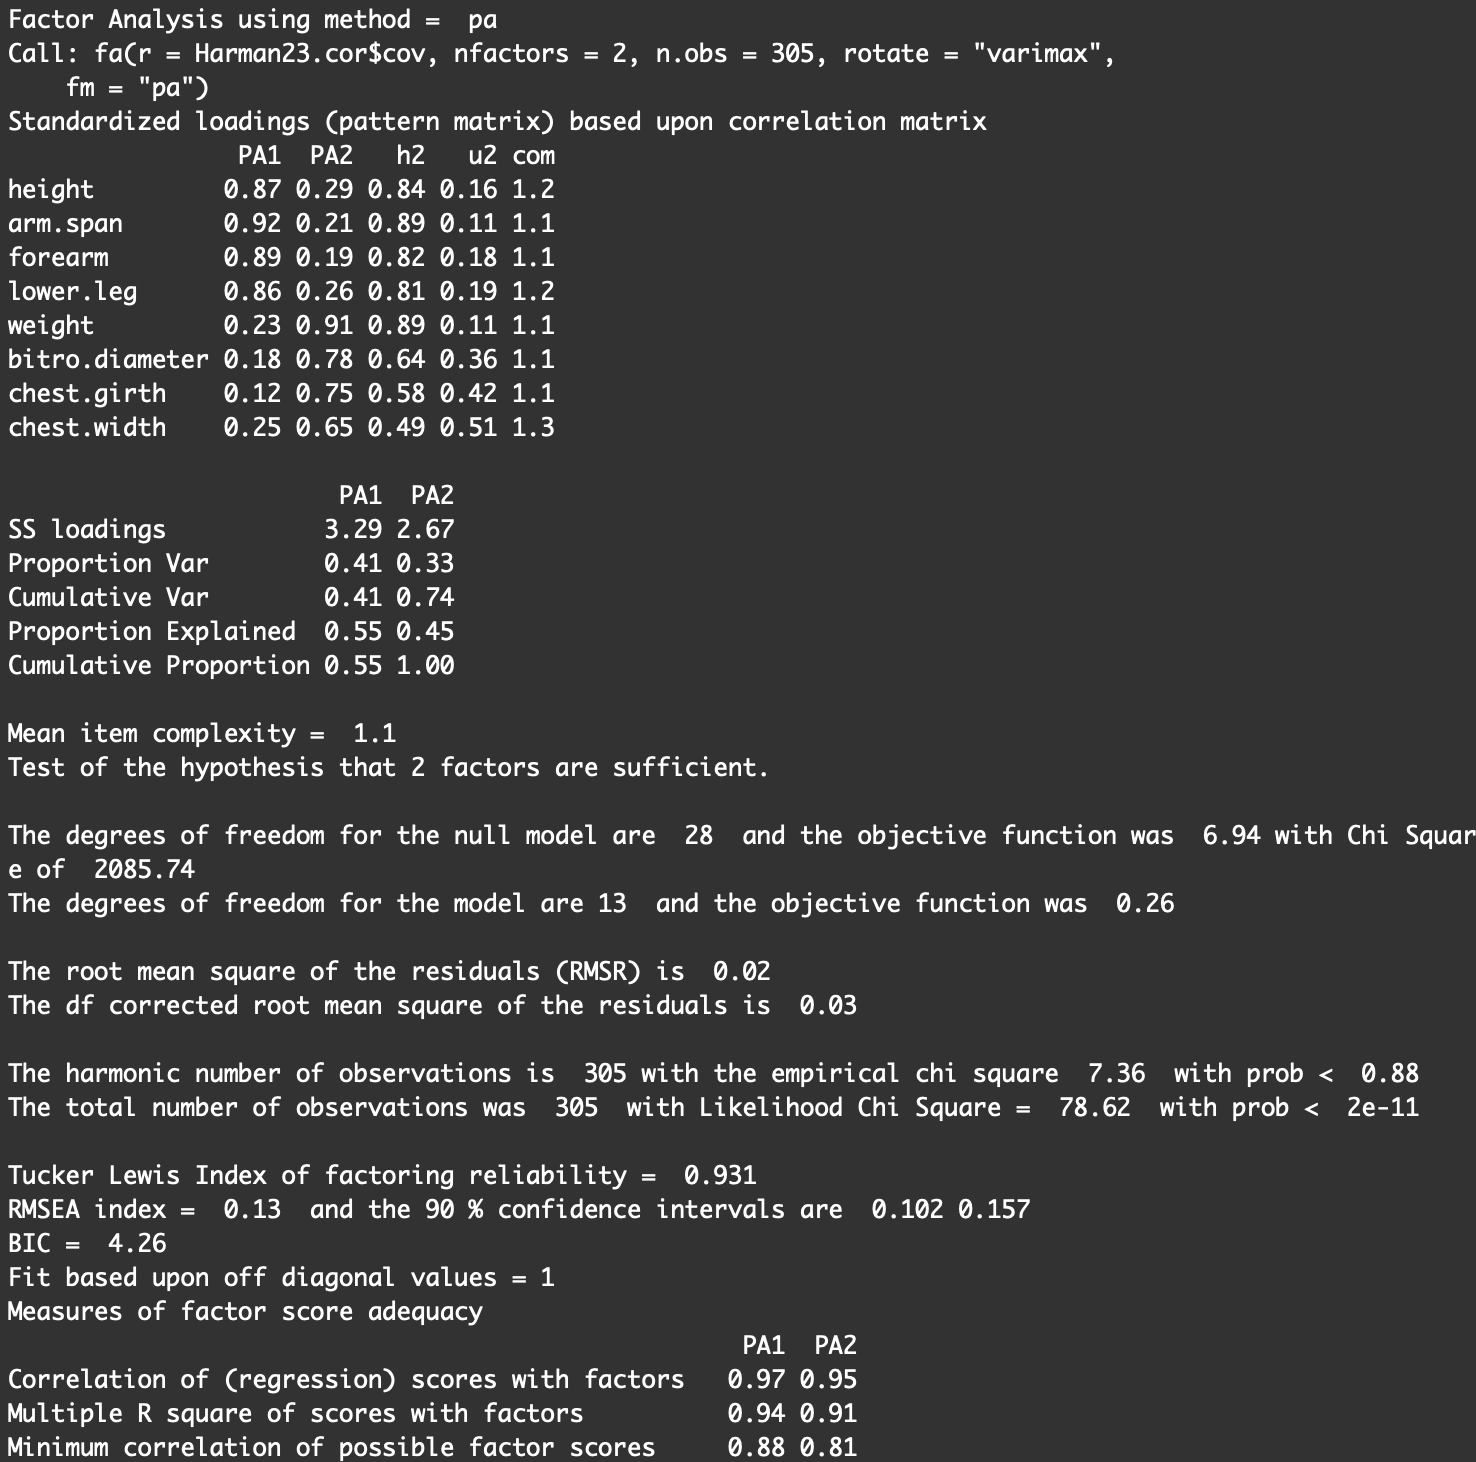 Factor Analysis using method =  pa
Call: fa(r = Harman23.cor$cov, nfactors = 2, n.obs = 305, rotate = "varimax",
    fm = "pa")
Standardized loadings (pattern matrix) based upon correlation matrix
                PA1  PA2   h2   u2 com
height         0.87 0.29 0.84 0.16 1.2
arm.span       0.92 0.21 0.89 0.11 1.1
forearm        0.89 0.19 0.82 0.18 1.1
lower.leg      0.86 0.26 0.81 0.19 1.2
weight         0.23 0.91 0.89 0.11 1.1
bitro.diameter 0.18 0.78 0.64 0.36 1.1
chest.girth    0.12 0.75 0.58 0.42 1.1
chest.width    0.25 0.65 0.49 0.51 1.3
                       PA1  PA2
SS loadings           3.29 2.67
Proportion Var        0.41 0.33
Cumulative Var        0.41 0.74
Proportion Explained  0.55 0.45
Cumulative Proportion 0.55 1.00
Mean item complexity =  1.1
Test of the hypothesis that 2 factors are sufficient.
The degrees of freedom for the null model are  28  and the objective function was  6.94 with Chi Squar
e of  2085.74
The degrees of freedom for the model are 13  and the objective function was  0.26
The root mean square of the residuals (RMSR) is  0.02
The df corrected root mean square of the residuals is  0.03
The harmonic number of observations is  305 with the empirical chi square  7.36  with prob <  0.88
The total number of observations was  305  with Likelihood Chi Square =  78.62  with prob <  2e-11
Tucker Lewis Index of factoring reliability =  0.931
RMSEA index =  0.13  and the 90 % confidence intervals are  0.102 0.157
BIC =  4.26
Fit based upon off diagonal values = 1
Measures of factor score adequacy
                                                   PA1  PA2
Correlation of (regression) scores with factors   0.97 0.95
Multiple R square of scores with factors          0.94 0.91
Minimum correlation of possible factor scores     0.88 0.81